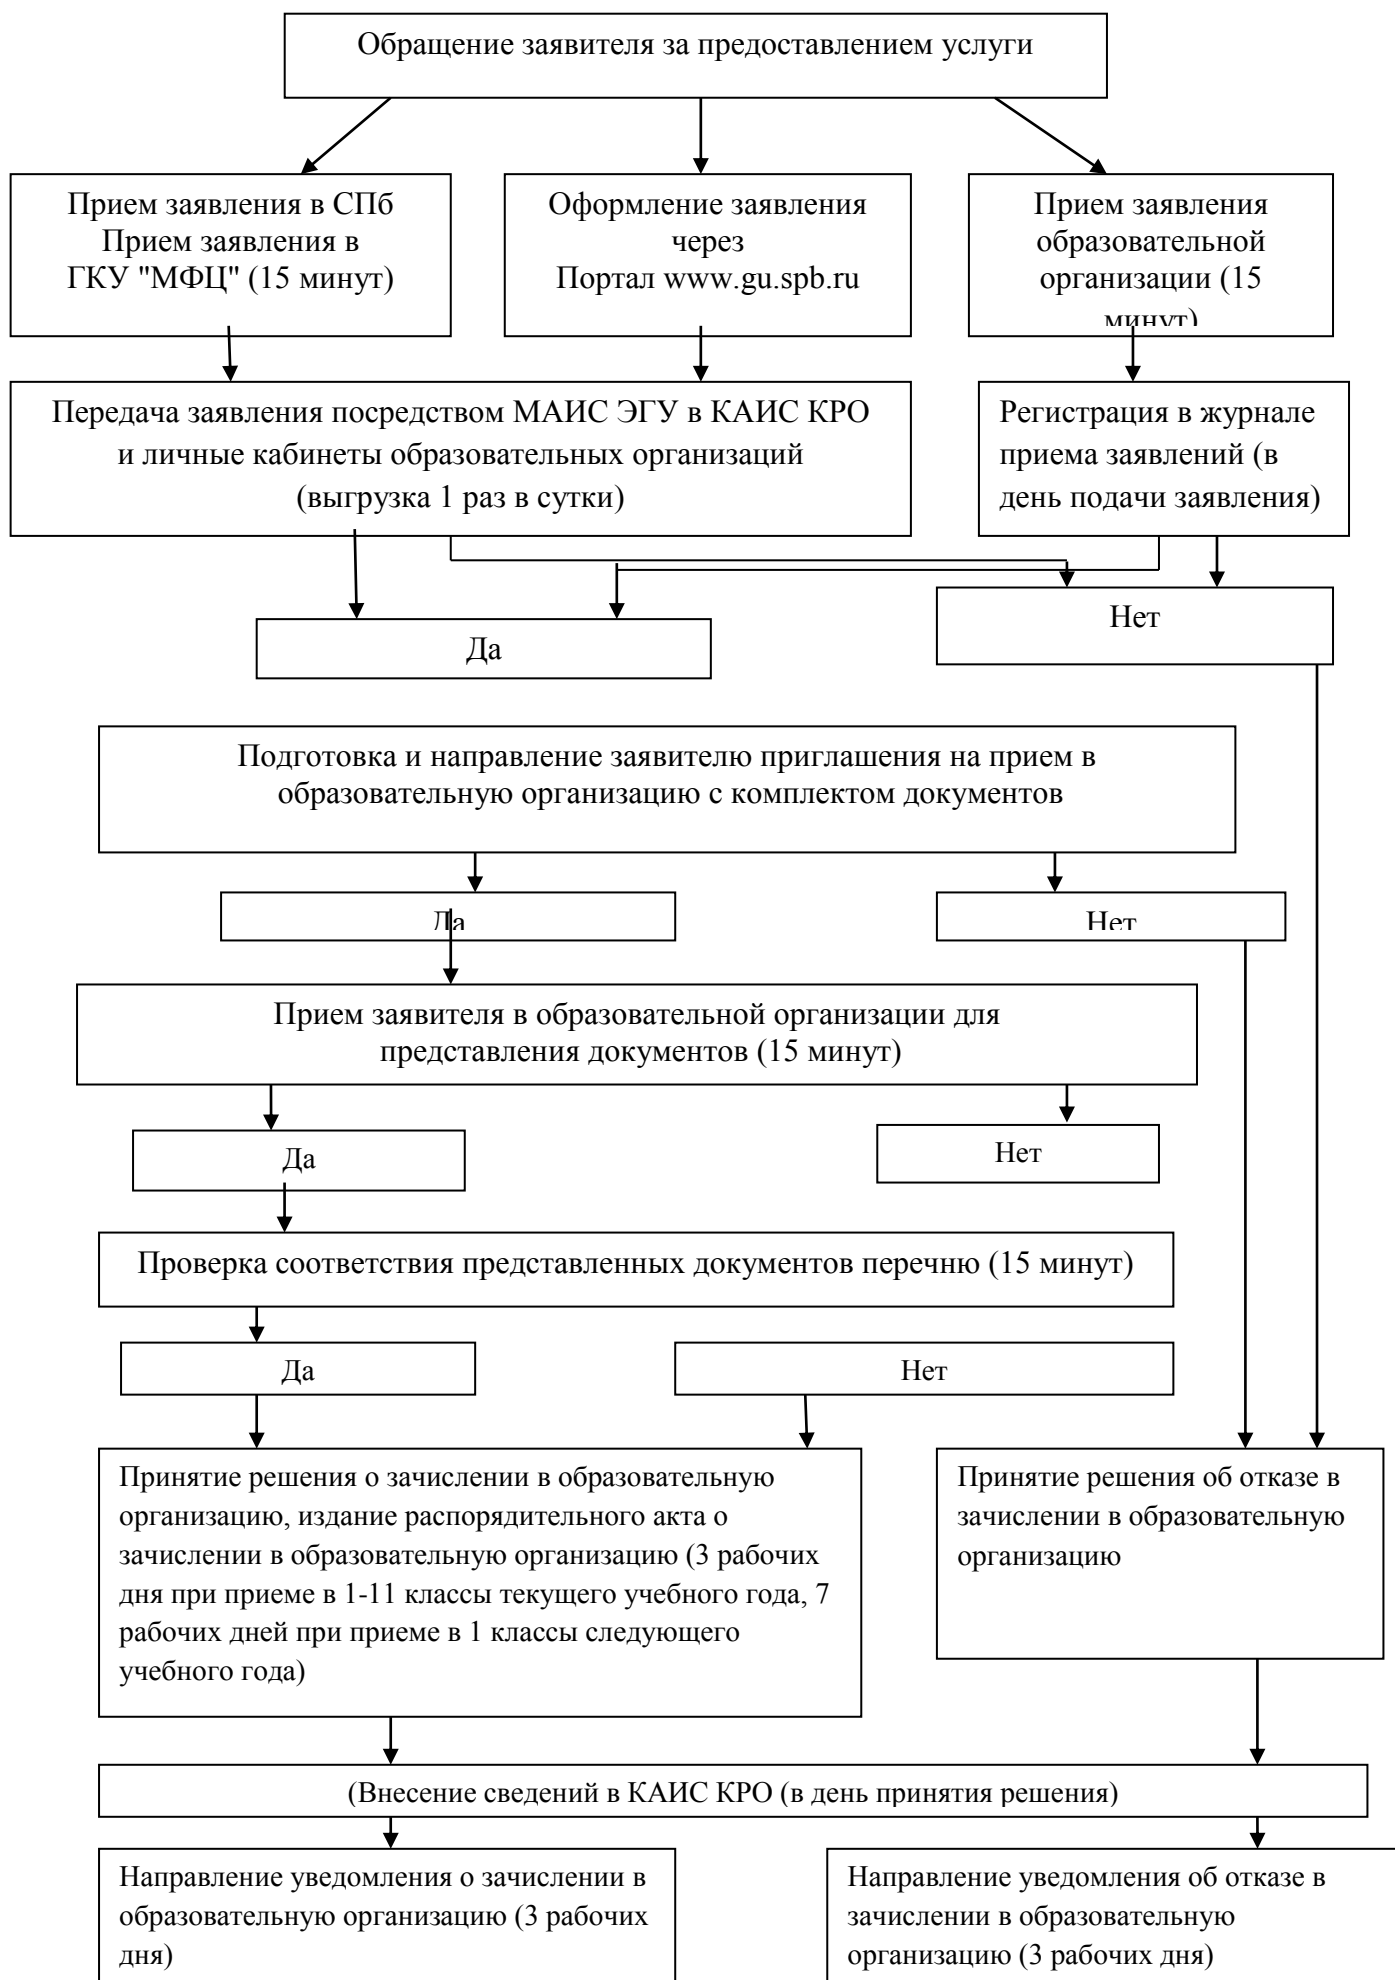 Обращение заявителя за предоставлением услуги
Прием заявления в СПб
Прием заявления в
ГКУ "МФЦ" (15 минут)
Оформление заявления
через
Портал www.gu.spb.ru
Прием заявления
образовательной
организации (15
минут)
Передача заявления посредством МАИС ЭГУ в КАИС КРО
и личные кабинеты образовательных организаций
(выгрузка 1 раз в сутки)
Регистрация в журнале
приема заявлений (в
день подачи заявления)
Да
Нет
Подготовка и направление заявителю приглашения на прием в
образовательную организацию с комплектом документов
Да
Нет
Прием заявителя в образовательной организации для
представления документов (15 минут)
Да
Нет
Проверка соответствия представленных документов перечню (15 минут)
Да
Нет
Принятие решения о зачислении в образовательную
организацию, издание распорядительного акта о
зачислении в образовательную организацию (3 рабочих
дня при приеме в 1-11 классы текущего учебного года, 7
рабочих дней при приеме в 1 классы следующего
учебного года)
Принятие решения об отказе в
зачислении в образовательную
организацию
(Внесение сведений в КАИС КРО (в день принятия решения)
Направление уведомления о зачислении в
образовательную организацию (3 рабочих
дня)
Направление уведомления об отказе в
зачислении в образовательную
организацию (3 рабочих дня)